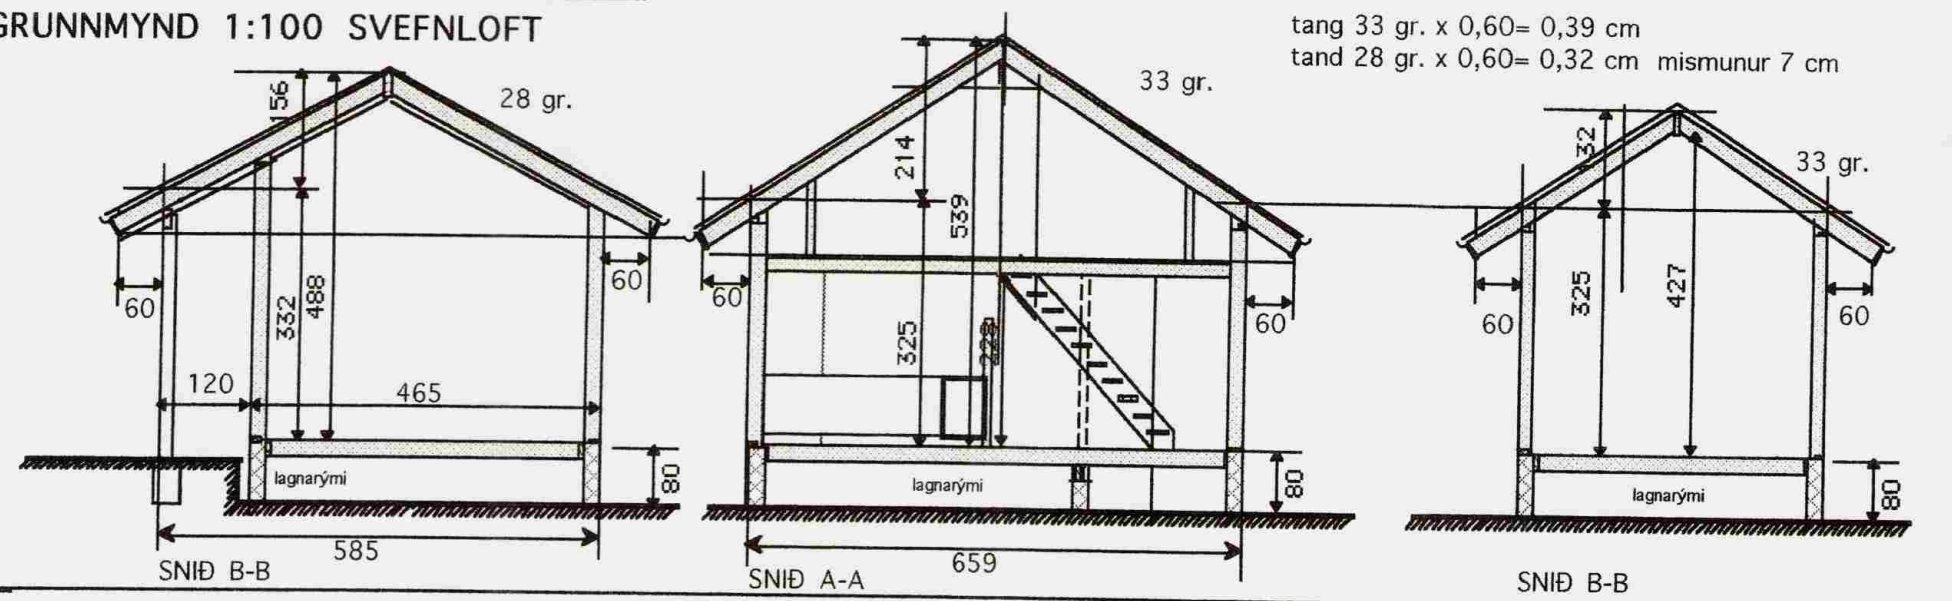 GRUNNMYND 1:100 SVEFNLOFT
tang 33 gr. x 0,60= 0,39 cm
tand 28 gr. x 0,60= 0,32 cm mismunur 7 cm
156
28 gr.
60
332
488
60
120
465
lagnarými
80
585
SNIÐ B-B
33 gr.
214
539
60
325
60
lagnarými
80
659
SNIÐ A-A
132
33 gr.
60
325
427
60
lagnarými
80
SNIÐ B-B